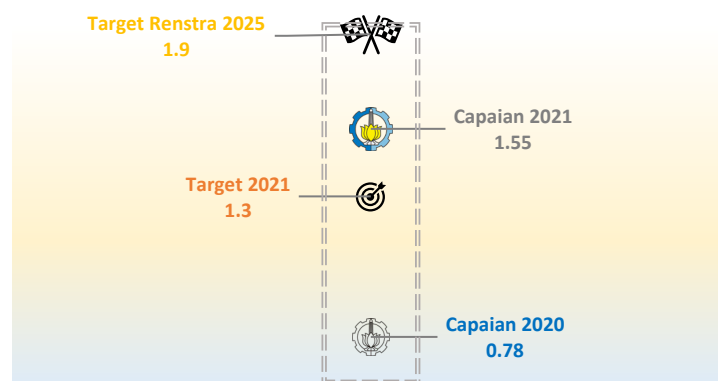 Target Renstra 2025
1.9
Capaian 2021
1.55
Target 2021
1.3
Capaian 2020
0.78